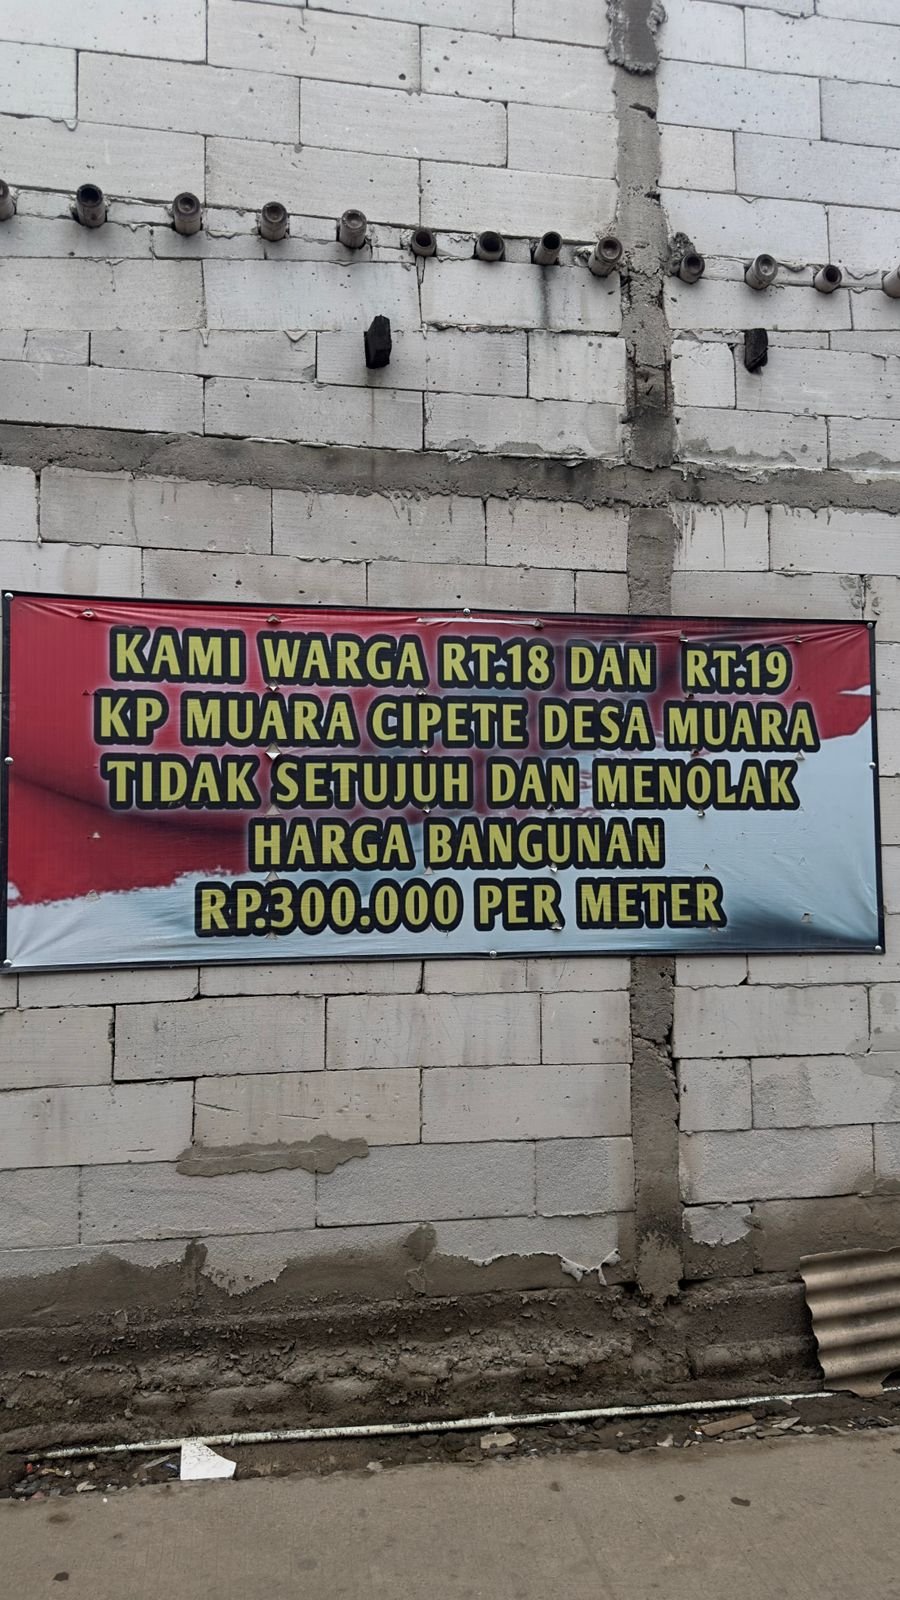 KAMI WARGA RT.18 DAN RT.19
KP MUARA CIPETE DESA MUARA
TIDAK SETUJUH DAN MENOLAK
HARGA BANGUNAN
RP.300.000 PER METER